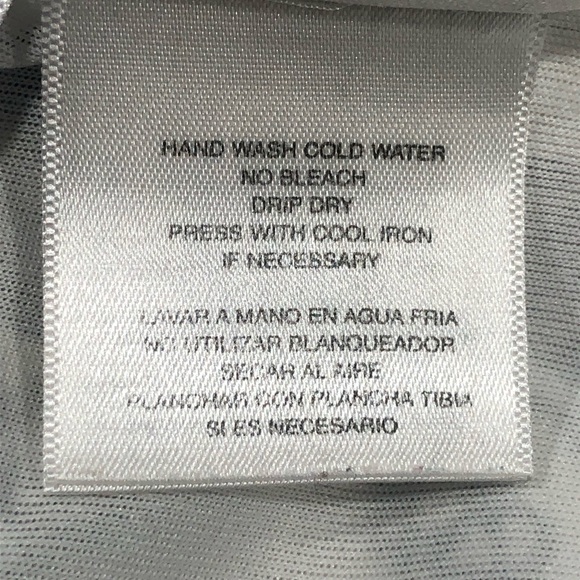 HAND WASH COLD WATER
NO BLEACH
DRIP DRY
PRESS WITH COOL IRON
IF NECESSARY
LAVAR A MANO EN AGUA FRIA
NO UTILIZAR BLANQUEADOR
SECAR AL AIRE
PLANCHAR CON PLANCHA TIBIA
SI ES NECESARIO